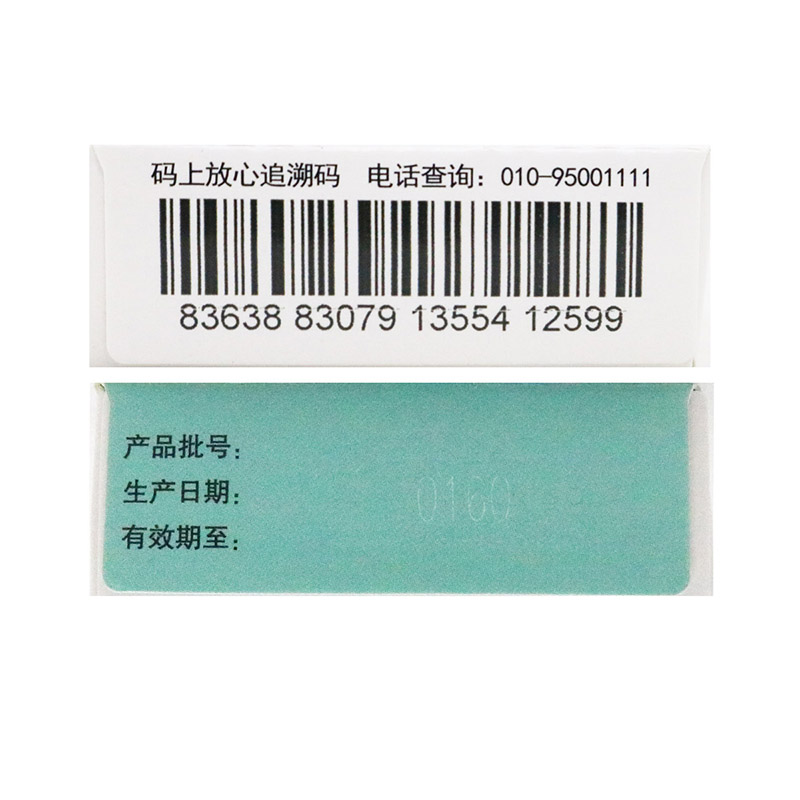 码上放心追溯码 电话查询：010-95001111
83638 83079 13554 12599
产品批号：
生产日期：
0160
有效期至：